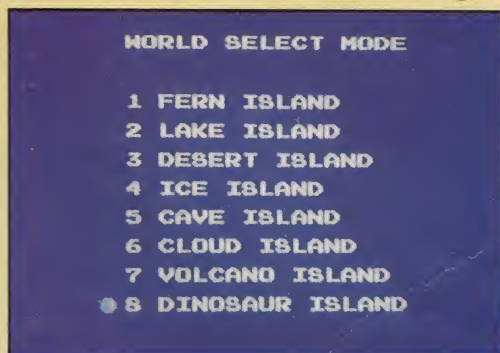 WORLD SELECT MODE
1 FERN ISLAND
2 LAKE ISLAND
3 DESERT ISLAND
4 ICE ISLAND
5 CAVE ISLAND
6 CLOUD ISLAND
7 VOLCANO ISLAND
8 DINOSAUR ISLAND